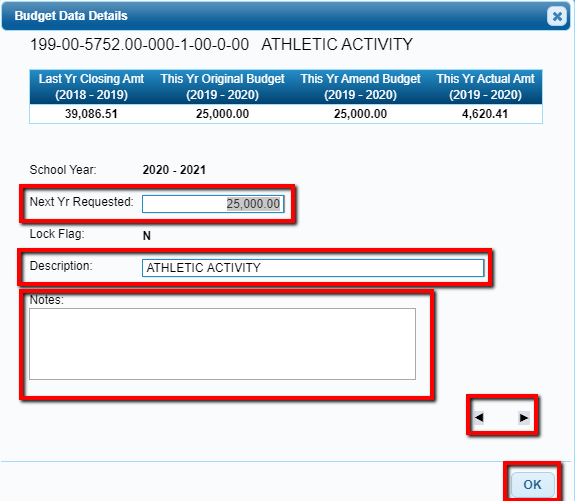 Budget Data Details
199-00-5752.00-000-1-00-0-00 ATHLETIC ACTIVITY
Last Yr Closing Amt This Yr Original Budget This Yr Amend Budget This Yr Actual Amt
(2018 - 2019) (2019 - 2020) (2019 - 2020) (2019 - 2020)
39,086.51 25,000.00 25,000.00 4,620.41
School Year: 2020 - 2021
Next Yr Requested: 25,000.00
Lock Flag: N
Description: ATHLETIC ACTIVITY
Notes:
OK